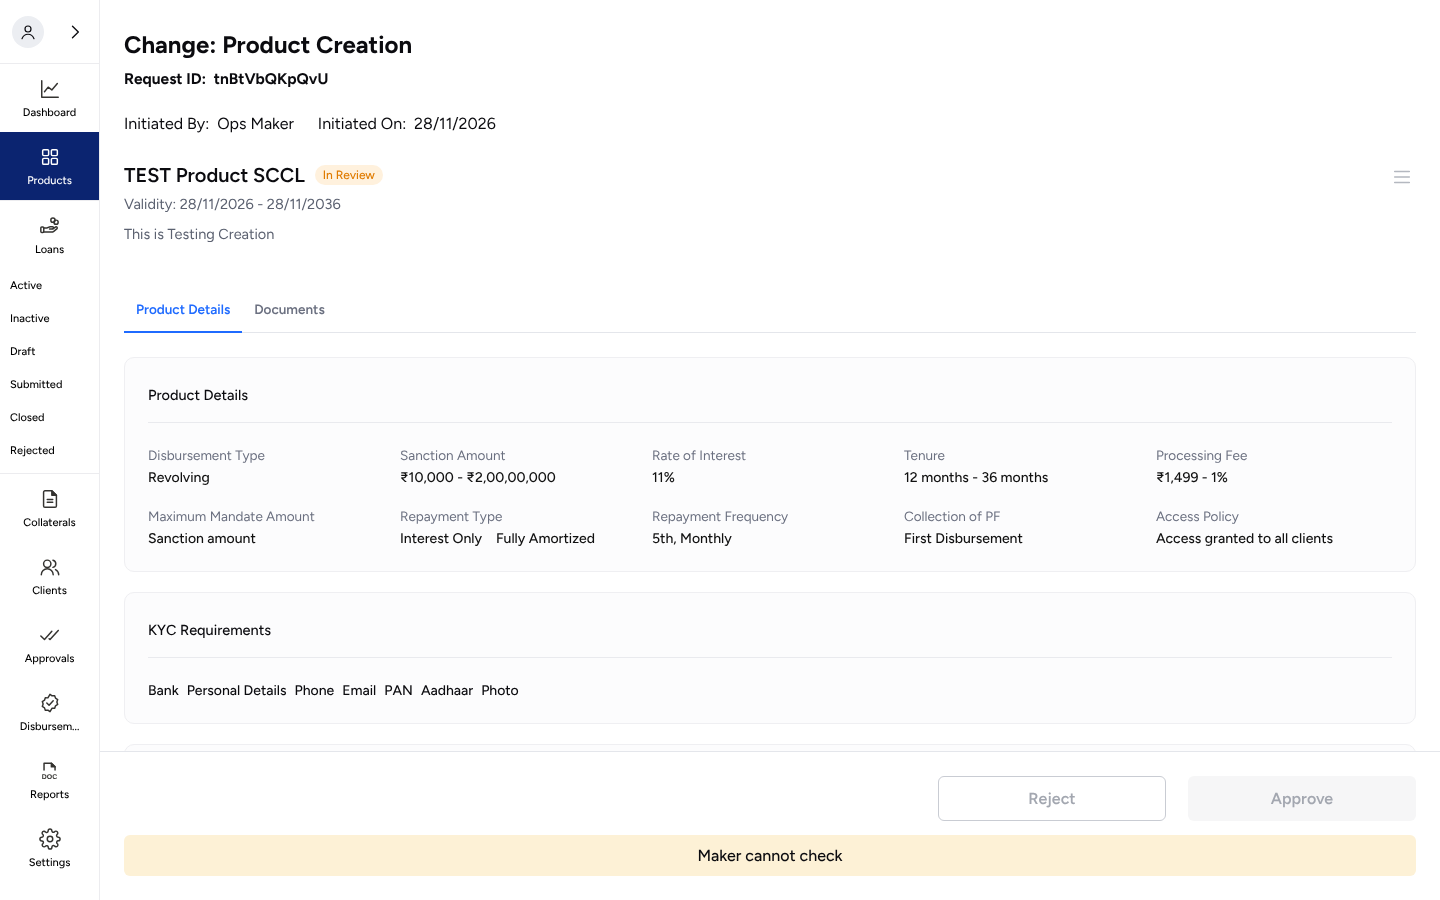 Dashboard
Products
Loans
Active
Inactive
Draft
Submitted
Closed
Rejected
Collaterals
Clients
Approvals
Disbursem...
DOC
Reports
Settings
Change: Product Creation
Request ID: tnBtVbQKpQvU
Initiated By: Ops Maker Initiated On: 28/11/2026
TEST Product SCCL In Review
Validity: 28/11/2026 - 28/11/2036
This is Testing Creation
Product Details Documents
Product Details
Disbursement Type Sanction Amount Rate of Interest Tenure Processing Fee
Revolving ₹10,000 - ₹2,00,00,000 11% 12 months - 36 months ₹1,499 - 1%
Maximum Mandate Amount Repayment Type Repayment Frequency Collection of PF Access Policy
Sanction amount Interest Only Fully Amortized 5th, Monthly First Disbursement Access granted to all clients
KYC Requirements
Bank Personal Details Phone Email PAN Aadhaar Photo
Reject Approve
Maker cannot check